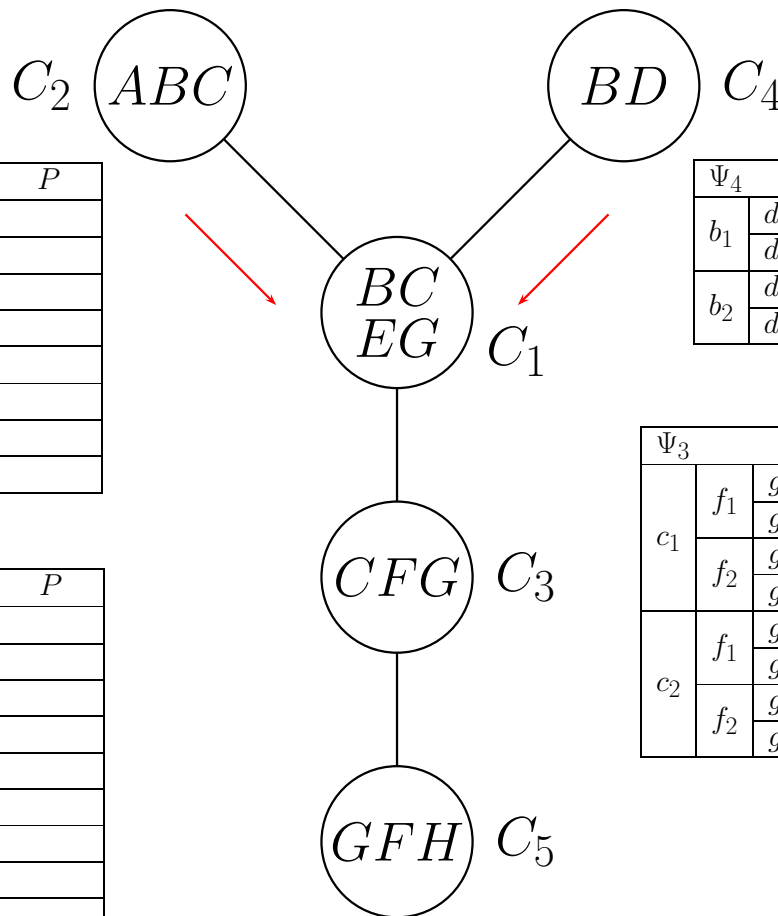 C₂
ABC
BD
C₄
P
Ψ₄
b₁
d
d
b₂
d
d
BC
EG
C₁
Ψ₃
c₁
f₁
g
g
f₂
g
g
c₂
f₁
g
g
f₂
g
g
CFG
C₃
P
GFH
C₅